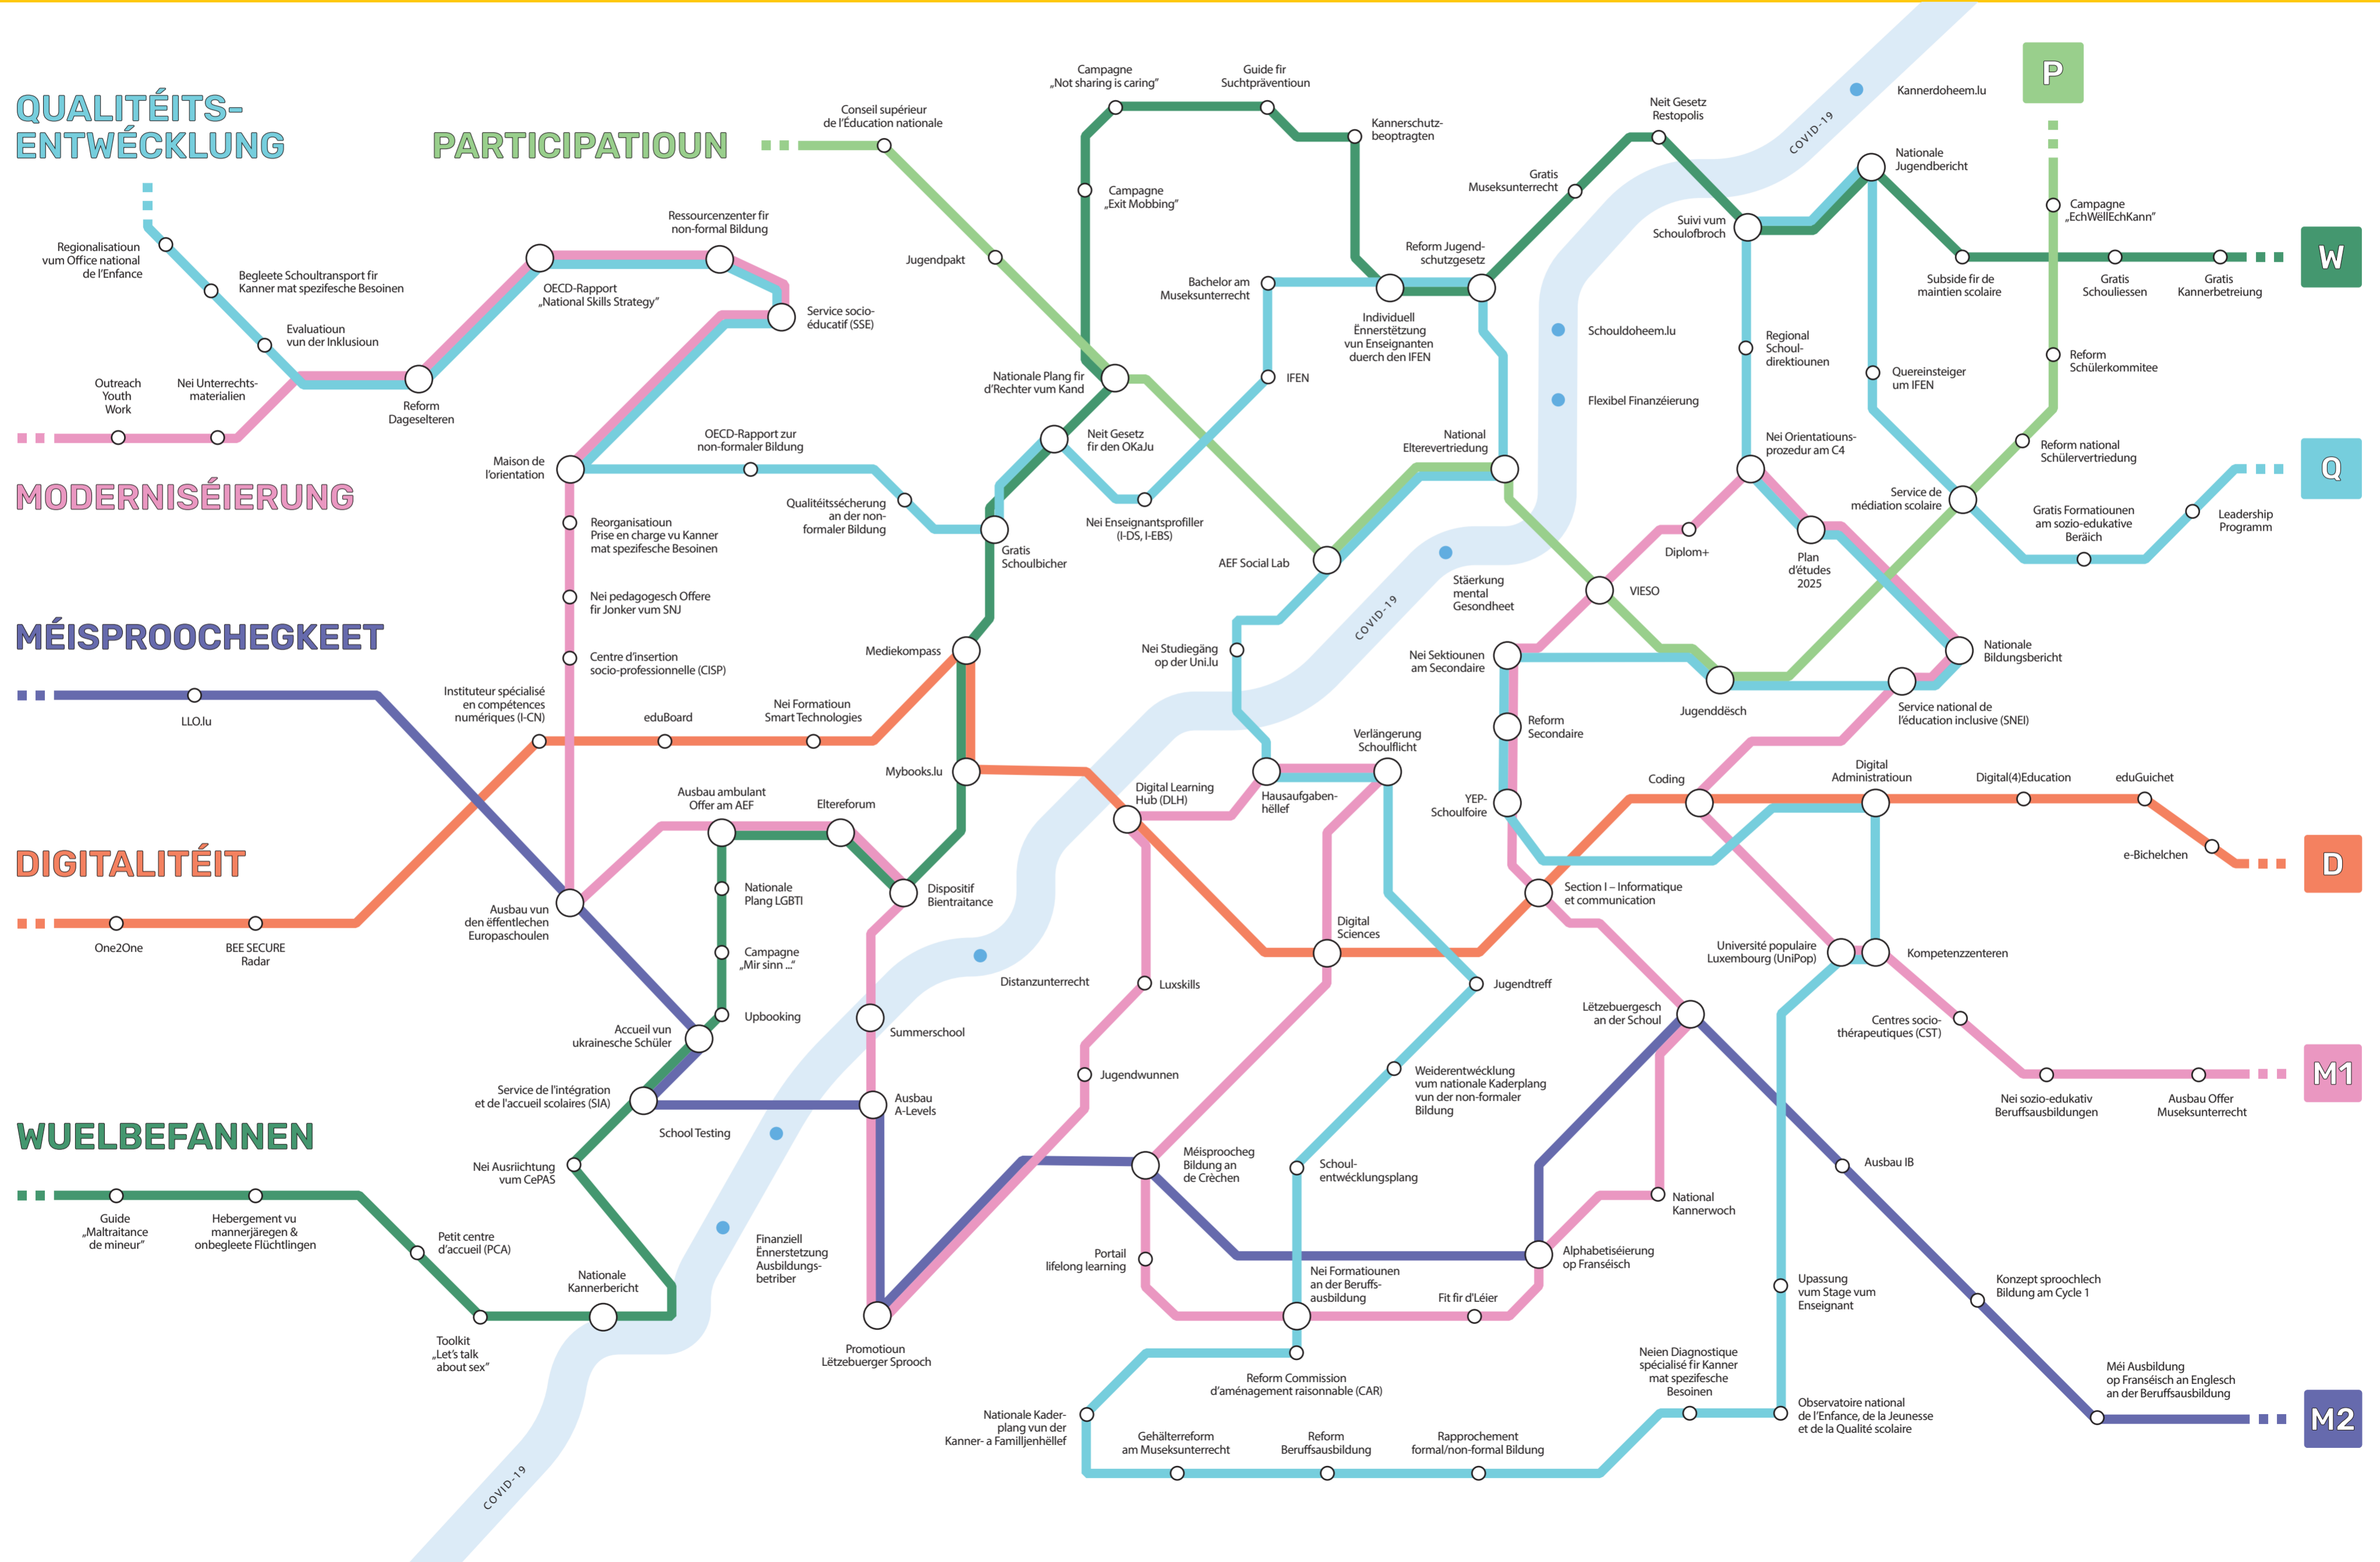 QUALITÉITS-
ENTWÉCKLUNG
PARTICIPATIOUN
MODERNISÉIERUNG
MÉISPROOCHEGKEET
DIGITALITÉIT
WUELBEFANNEN
P
W
Q
D
M1
M2
Regionalisatioun
vum Office national
de l'Enfance
Begleete Schoultransport fir
Kanner mat spezifesche Besoinen
Evaluatioun
vun der Inklusioun
Outreach
Youth
Work
Nei Unterrechts-
materialien
Reform
Dageselteren
OECD-Rapport
„National Skills Strategy"
Ressourcenzenter fir
non-formal Bildung
Service socio-
éducatif (SSE)
Maison de
l'orientation
OECD-Rapport zur
non-formaler Bildung
Qualitéitssécherung
an der non-
formaler Bildung
Reorganisatioun
Prise en charge vu Kanner
mat spezifesche Besoinen
Nei pedagogesch Offere
fir Jonker vum SNJ
Centre d'insertion
socio-professionnelle (CISP)
Conseil supérieur
de l'Éducation nationale
Jugendpakt
Campagne
„Not sharing is caring"
Guide fir
Suchtpräventioun
Kannerschutz-
beoptragten
Campagne
„Exit Mobbing"
Nationale Plang fir
d'Rechter vum Kand
Neit Gesetz
fir den OKaJu
Gratis
Schoulbicher
Nei Enseignantsprofiller
(I-DS, I-EBS)
IFEN
Bachelor am
Museksunterrecht
Reform Jugend-
schutzgesetz
Individuell
Ënnerstëtzung
vun Enseignanten
duerch den IFEN
Gratis
Museksunterrecht
Neit Gesetz
Restopolis
COVID-19
Kannerdoheem.lu
Schouldoheem.lu
Flexibel Finanzéierung
Suivi vum
Schoulofbroch
Nationale
Jugendbericht
Subside fir de
maintien scolaire
Gratis
Schouliessen
Gratis
Kannerbetreiung
Campagne
„EchWëllEchKann"
Reform
Schülerkommitee
Reform national
Schülervertriedung
Regional
Schoul-
direktiounen
Quereinsteiger
um IFEN
Nei Orientatiouns-
prozedur am C4
Service de
médiation scolaire
Gratis Formatiounen
am sozio-edukative
Beräich
Leadership
Programm
National
Elterevertriedung
AEF Social Lab
Stäerkung
mental
Gesondheet
COVID-19
Diplom+
VIESO
Plan
d'études
2025
Nationale
Bildungsbericht
Nei Sektiounen
am Secondaire
Jugenddësch
Service national de
l'éducation inclusive (SNEI)
Reform
Secondaire
YEP-
Schoulfoire
Nei Studiegäng
op der Uni.lu
Verlängerung
Schoulflicht
Hausaufgaben-
hëllef
Digital Learning
Hub (DLH)
Mediekompass
Mybooks.lu
LLO.lu
Instituteur spécialisé
en compétences
numériques (I-CN)
eduBoard
Nei Formatioun
Smart Technologies
Ausbau ambulant
Offer am AEF
Eltereforum
Dispositif
Bientraitance
Ausbau vun
den ëffentlechen
Europaschoulen
One2One
BEE SECURE
Radar
Nationale
Plang LGBTI
Campagne
„Mir sinn ..."
Upbooking
Accueil vun
ukrainesche Schüler
Service de l'intégration
et de l'accueil scolaires (SIA)
Nei Ausriichtung
vum CePAS
Nationale
Kannerbericht
Guide
„Maltraitance
de mineur"
Hebergement vu
mannerjäregen &
onbegleete Flüchtlingen
Petit centre
d'accueil (PCA)
Toolkit
„Let's talk
about sex"
COVID-19
School Testing
Finanziell
Ënnerstetzung
Ausbildungs-
betriber
Distanzunterrecht
Summerschool
Ausbau
A-Levels
Promotioun
Lëtzebuerger Sprooch
Luxskills
Jugendwunnen
Méisproocheg
Bildung an
de Crèchen
Portail
lifelong learning
Digital
Sciences
Jugendtreff
Weiderentwécklung
vum nationale Kaderplang
vun der non-formaler
Bildung
Schoul-
entwécklungsplang
Nei Formatiounen
an der Beruffs-
ausbildung
Fit fir d'Léier
Alphabetiséierung
op Franséisch
National
Kannerwoch
Lëtzebuergesch
an der Schoul
Section I – Informatique
et communication
Coding
Digital
Administratioun
Digital(4)Education
eduGuichet
e-Bichelchen
Université populaire
Luxembourg (UniPop)
Kompetenzzenteren
Centres socio-
thérapeutiques (CST)
Nei sozio-edukativ
Beruffsausbildungen
Ausbau Offer
Museksunterrecht
Ausbau IB
Konzept sproochlech
Bildung am Cycle 1
Méi Ausbildung
op Franséisch an Englesch
an der Beruffsausbildung
Upassung
vum Stage vum
Enseignant
Observatoire national
de l'Enfance, de la Jeunesse
et de la Qualité scolaire
Neien Diagnostique
spécialisé fir Kanner
mat spezifesche
Besoinen
Reform Commission
d'aménagement raisonnable (CAR)
Nationale Kader-
plang vun der
Kanner- a Familljenhëllef
Gehälterreform
am Museksunterrecht
Reform
Beruffsausbildung
Rapprochement
formal/non-formal Bildung